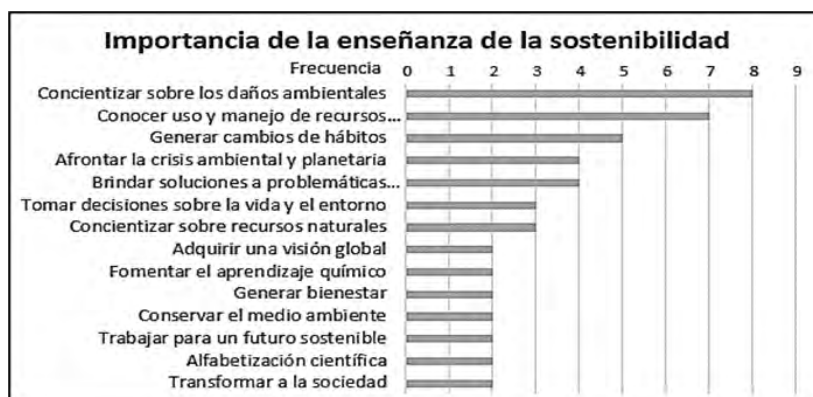 Importancia de la enseñanza de la sostenibilidad
Frecuencia 0 1 2 3 4 5 6 7 8 9
Concientizar sobre los daños ambientales
Conocer uso y manejo de recursos...
Generar cambios de hábitos
Afrontar la crisis ambiental y planetaria
Brindar soluciones a problemáticas...
Tomar decisiones sobre la vida y el entorno
Concientizar sobre recursos naturales
Adquirir una visión global
Fomentar el aprendizaje químico
Generar bienestar
Conservar el medio ambiente
Trabajar para un futuro sostenible
Alfabetización científica
Transformar a la sociedad